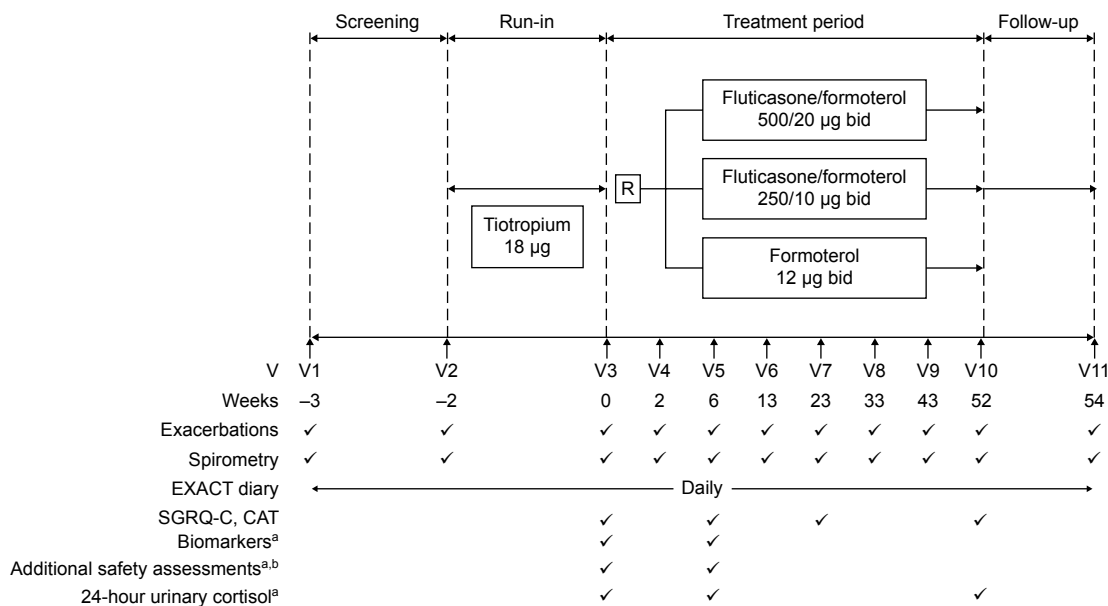 Screening Run-in Treatment period Follow-up
Fluticasone/formoterol
500/20 µg bid
R
Fluticasone/formoterol
250/10 µg bid
Tiotropium
18 µg
Formoterol
12 µg bid
V V1 V2 V3 V4 V5 V6 V7 V8 V9 V10 V11
Weeks –3 –2 0 2 6 13 23 33 43 52 54
Exacerbations ✓ ✓ ✓ ✓ ✓ ✓ ✓ ✓ ✓ ✓ ✓
Spirometry ✓ ✓ ✓ ✓ ✓ ✓ ✓ ✓ ✓ ✓ ✓
EXACT diary Daily
SGRQ-C, CAT ✓ ✓ ✓ ✓
Biomarkersᵃ ✓ ✓
Additional safety assessmentsᵃ,ᵇ ✓ ✓
24-hour urinary cortisolᵃ ✓ ✓ ✓